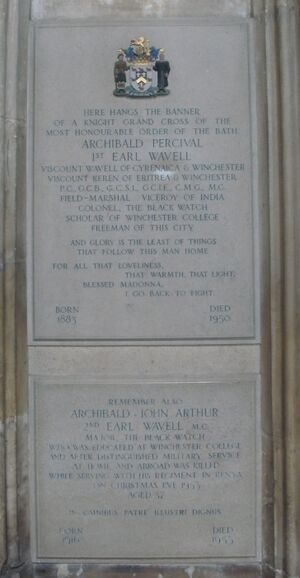 HERE HANGS THE BANNER
OF A KNIGHT GRAND CROSS OF THE
MOST HONOURABLE ORDER OF THE BATH
ARCHIBALD PERCIVAL
1ST EARL WAVELL
VISCOUNT WAVELL OF CYRENAICA & WINCHESTER
VISCOUNT KEREN OF ERITREA & WINCHESTER
P.C., G.C.B., G.C.S.I., G.C.I.E., C.M.G., M.C.
FIELD-MARSHAL VICEROY OF INDIA
COLONEL, THE BLACK WATCH
SCHOLAR OF WINCHESTER COLLEGE
FREEMAN OF THIS CITY
AND GLORY IS THE LEAST OF THINGS
THAT FOLLOW THIS MAN HOME
FOR ALL THAT LOVELINESS,
THAT WARMTH, THAT LIGHT,
BLESSED MADONNA,
I GO BACK TO FIGHT.
BORN DIED
1883 1950
REMEMBER ALSO
ARCHIBALD JOHN ARTHUR
2ND EARL WAVELL M.C.
MAJOR THE BLACK WATCH
WHO WAS EDUCATED AT WINCHESTER COLLEGE
AND AFTER DISTINGUISHED MILITARY SERVICE
AT HOME AND ABROAD WAS KILLED
WHILE SERVING WITH HIS REGIMENT IN KENYA
ON CHRISTMAS EVE 1953
AGED 37
IN OMNIBUS PATRE ILLUSTRI DIGNUS
BORN DIED
1916 1953